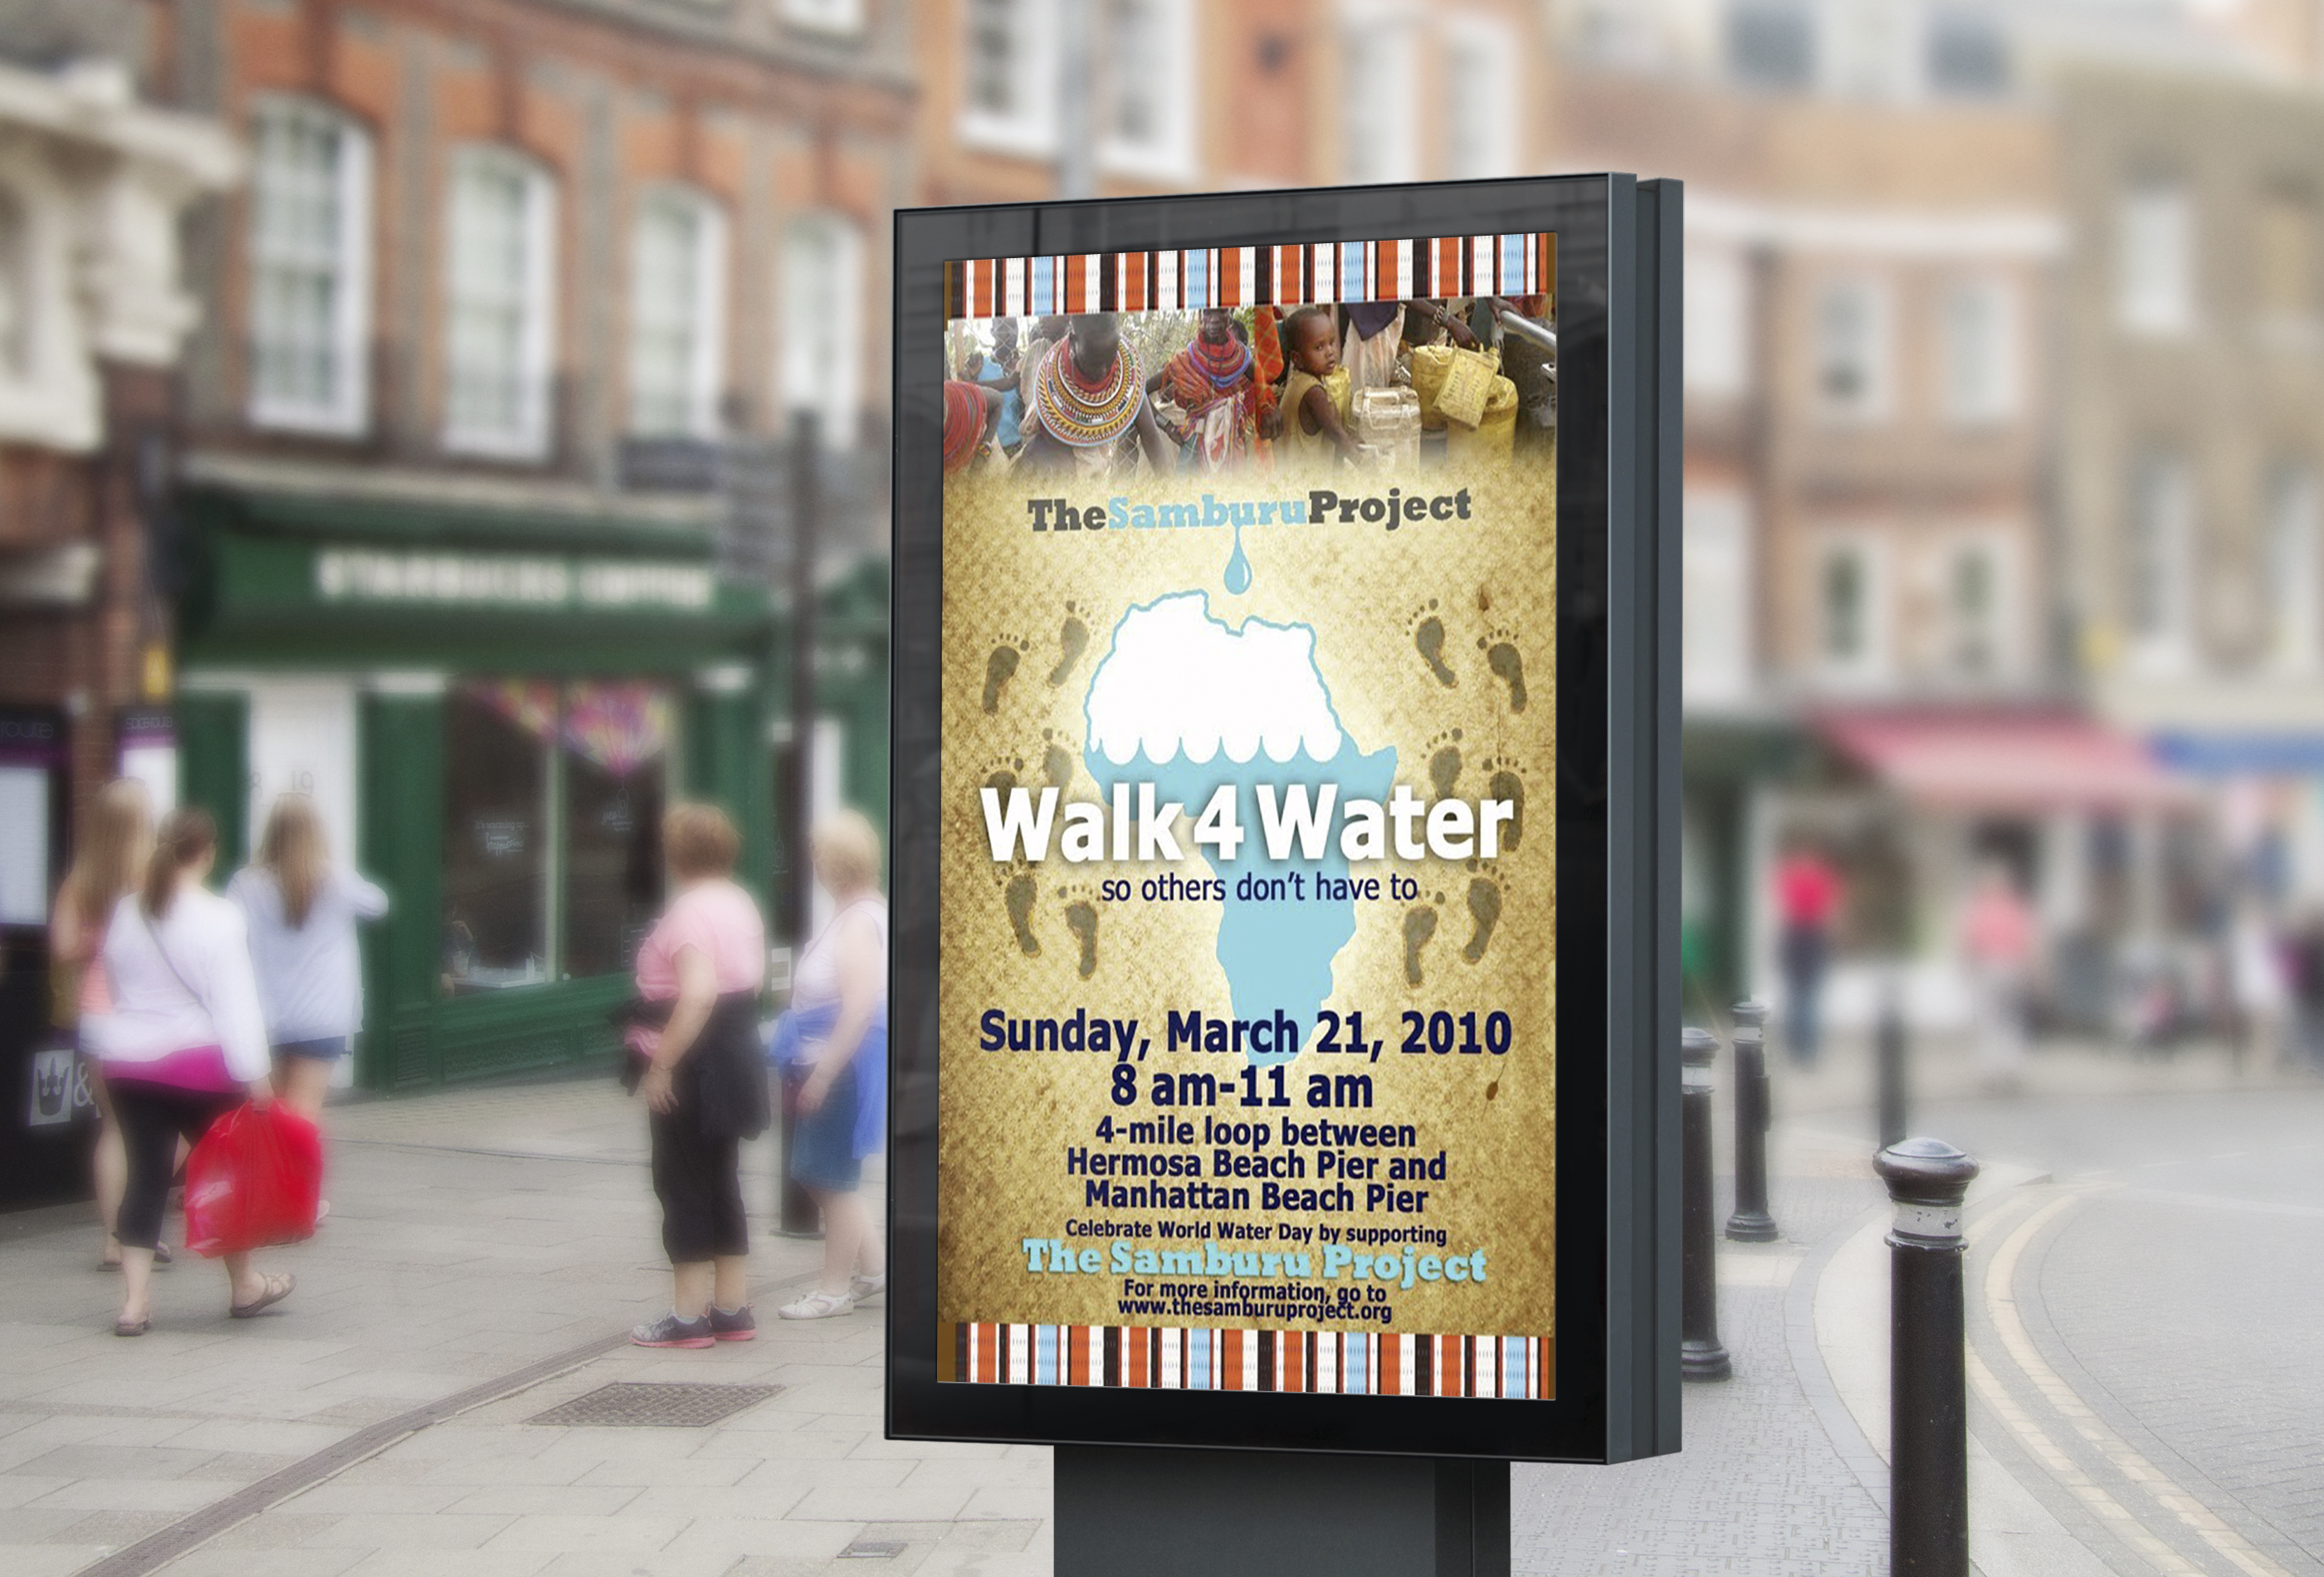 TheSamburuProject
Walk 4 Water
so others don't have to
Sunday, March 21, 2010
8 am-11 am
4-mile loop between
Hermosa Beach Pier and
Manhattan Beach Pier
Celebrate World Water Day by supporting
The Samburu Project
For more information, go to
www.thesamburuproject.org
STARBUCKS COFFEE